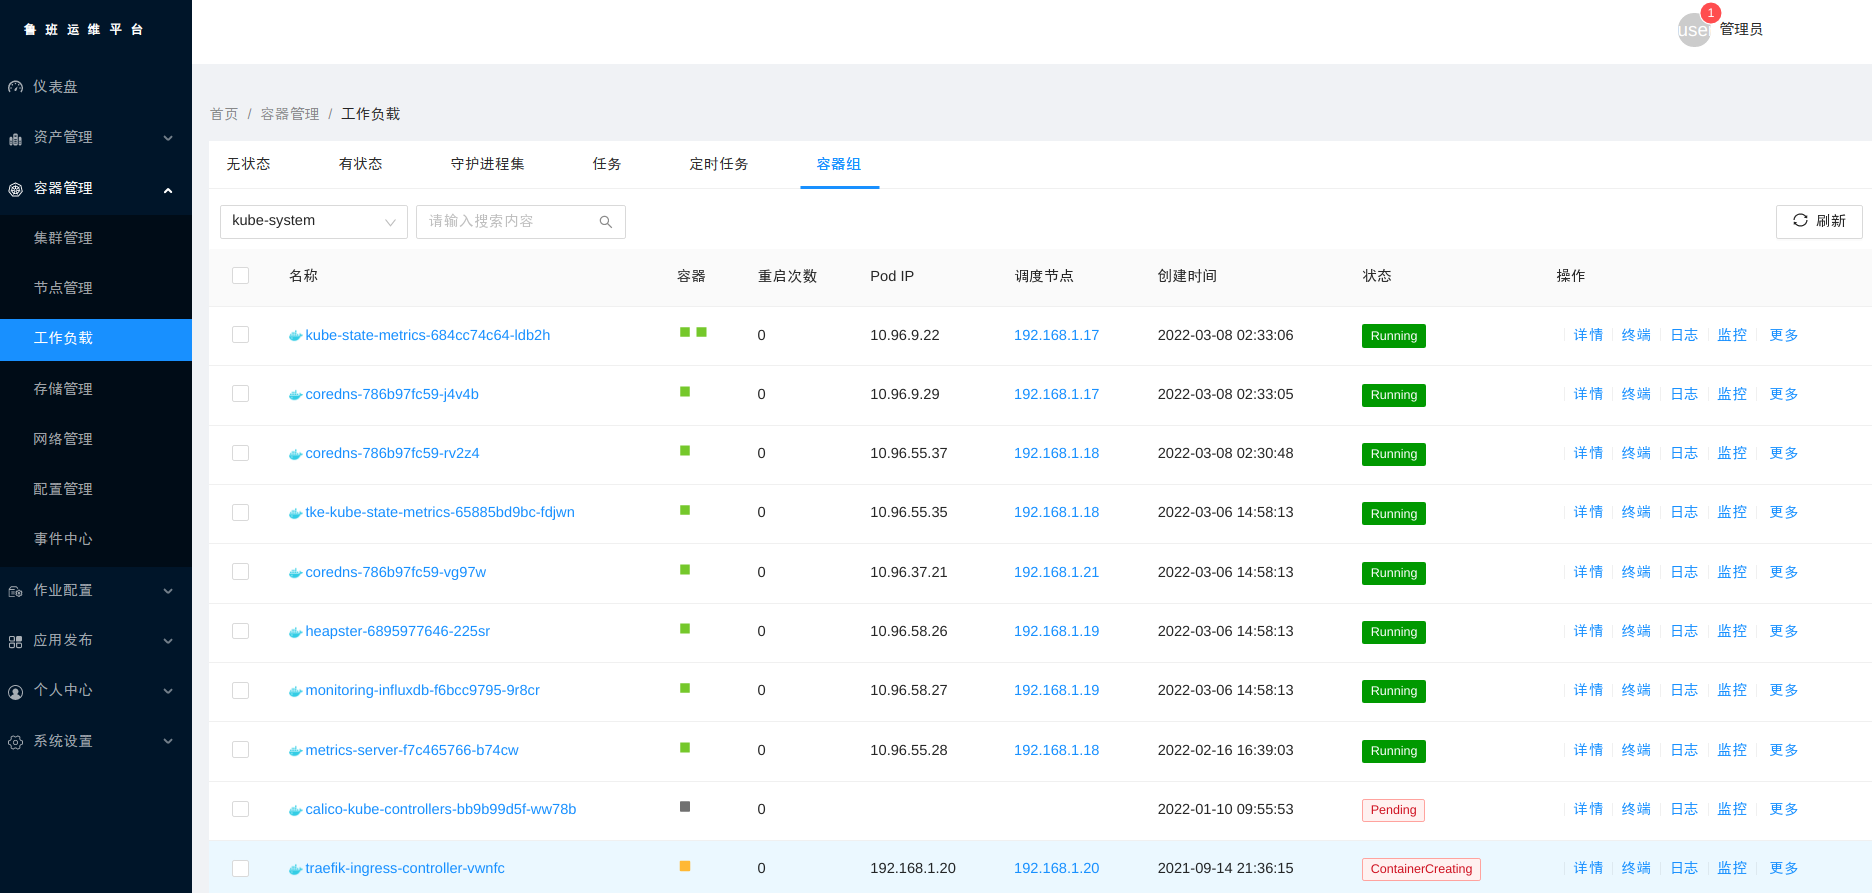 鲁班运维平台
user
1
管理员
仪表盘
资产管理
容器管理
集群管理
节点管理
工作负载
存储管理
网络管理
配置管理
事件中心
作业配置
应用发布
个人中心
系统设置
首页 / 容器管理 / 工作负载
无状态 有状态 守护进程集 任务 定时任务 容器组
kube-system 请输入搜索内容 刷新
名称 容器 重启次数 Pod IP 调度节点 创建时间 状态 操作
kube-state-metrics-684cc74c64-ldb2h 0 10.96.9.22 192.168.1.17 2022-03-08 02:33:06 Running 详情 终端 日志 监控 更多
coredns-786b97fc59-j4v4b 0 10.96.9.29 192.168.1.17 2022-03-08 02:33:05 Running 详情 终端 日志 监控 更多
coredns-786b97fc59-rv2z4 0 10.96.55.37 192.168.1.18 2022-03-08 02:30:48 Running 详情 终端 日志 监控 更多
tke-kube-state-metrics-65885bd9bc-fdjwn 0 10.96.55.35 192.168.1.18 2022-03-06 14:58:13 Running 详情 终端 日志 监控 更多
coredns-786b97fc59-vg97w 0 10.96.37.21 192.168.1.21 2022-03-06 14:58:13 Running 详情 终端 日志 监控 更多
heapster-6895977646-225sr 0 10.96.58.26 192.168.1.19 2022-03-06 14:58:13 Running 详情 终端 日志 监控 更多
monitoring-influxdb-f6bcc9795-9r8cr 0 10.96.58.27 192.168.1.19 2022-03-06 14:58:13 Running 详情 终端 日志 监控 更多
metrics-server-f7c465766-b74cw 0 10.96.55.28 192.168.1.18 2022-02-16 16:39:03 Running 详情 终端 日志 监控 更多
calico-kube-controllers-bb9b99d5f-ww78b 0 2022-01-10 09:55:53 Pending 详情 终端 日志 监控 更多
traefik-ingress-controller-vwnfc 0 192.168.1.20 192.168.1.20 2021-09-14 21:36:15 ContainerCreating 详情 终端 日志 监控 更多